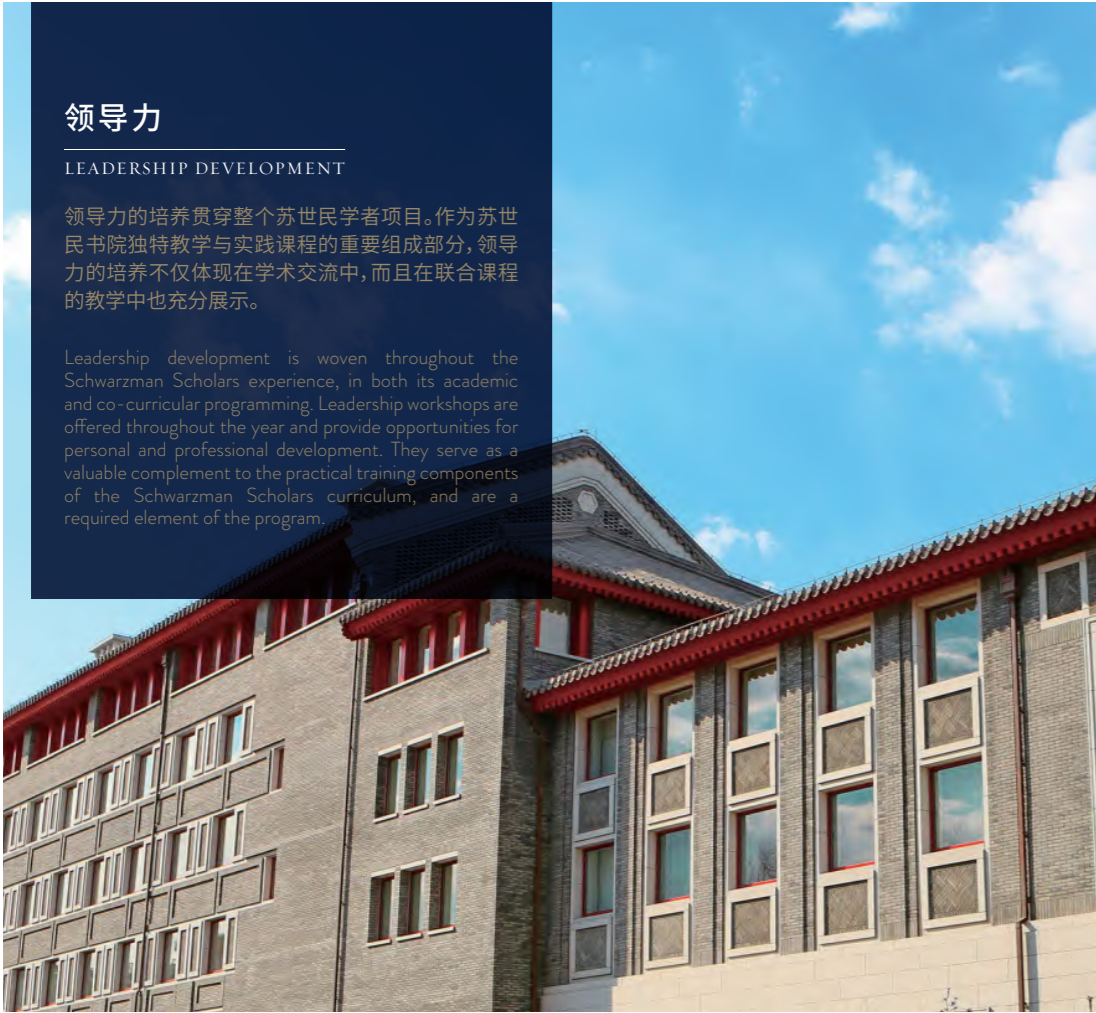 领导力
LEADERSHIP DEVELOPMENT
领导力的培养贯穿整个苏世民学者项目。作为苏世
民书院独特教学与实践课程的重要组成部分，领导
力的培养不仅体现在学术交流中，而且在联合课程
的教学中也充分展示。
Leadership development is woven throughout the
Schwarzman Scholars experience, in both its academic
and co-curricular programming. Leadership workshops are
offered throughout the year and provide opportunities for
personal and professional development. They serve as a
valuable complement to the practical training components
of the Schwarzman Scholars curriculum, and are a
required element of the program.